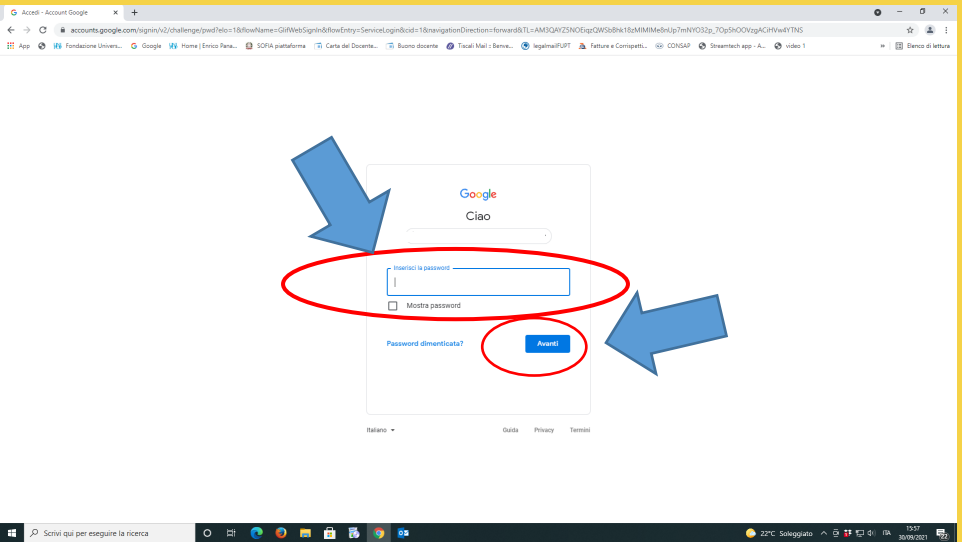 Accedi - Account Google
accounts.google.com/signin/v2/challenge/pwd?elo=1&flowName=GlifWebSignIn&flowEntry=ServiceLogin&cid=1&navigationDirection=forward&TL=
App Fondazione Univers... Google Home | Enrico Pana... SOFIA piattaforma Carta del Docente... Buono docente Tiscali Mail :: Benve... legalmailFUPT Fatture e Corrispetti... CONSAP Streamtech app - A... video 1 » Elenco di lettura
Google
Ciao
Inserisci la password
Mostra password
Password dimenticata? Avanti
Italiano Guida Privacy Termini
Scrivi qui per eseguire la ricerca 22°C Soleggiato ITA 15:57
30/09/2021 22